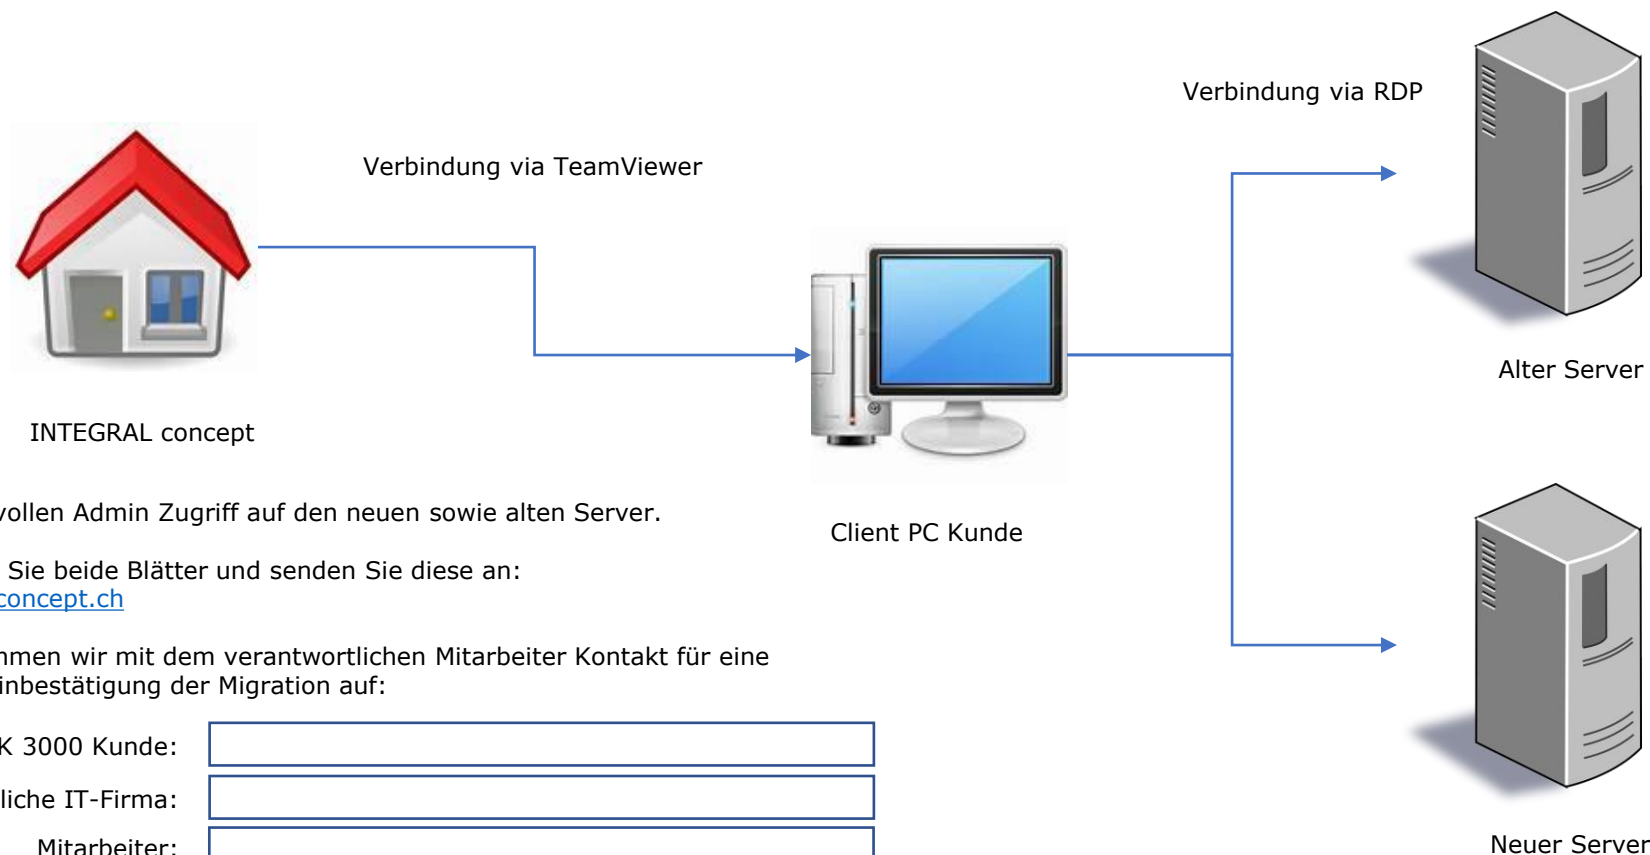 Verbindung via RDP
Verbindung via TeamViewer
Alter Server
INTEGRAL concept
Client PC Kunde
vollen Admin Zugriff auf den neuen sowie alten Server.
Sie beide Blätter und senden Sie diese an:
concept.ch
mmen wir mit dem verantwortlichen Mitarbeiter Kontakt für eine
inbestätigung der Migration auf:
K 3000 Kunde:
liche IT-Firma:
Mitarbeiter:
Neuer Server